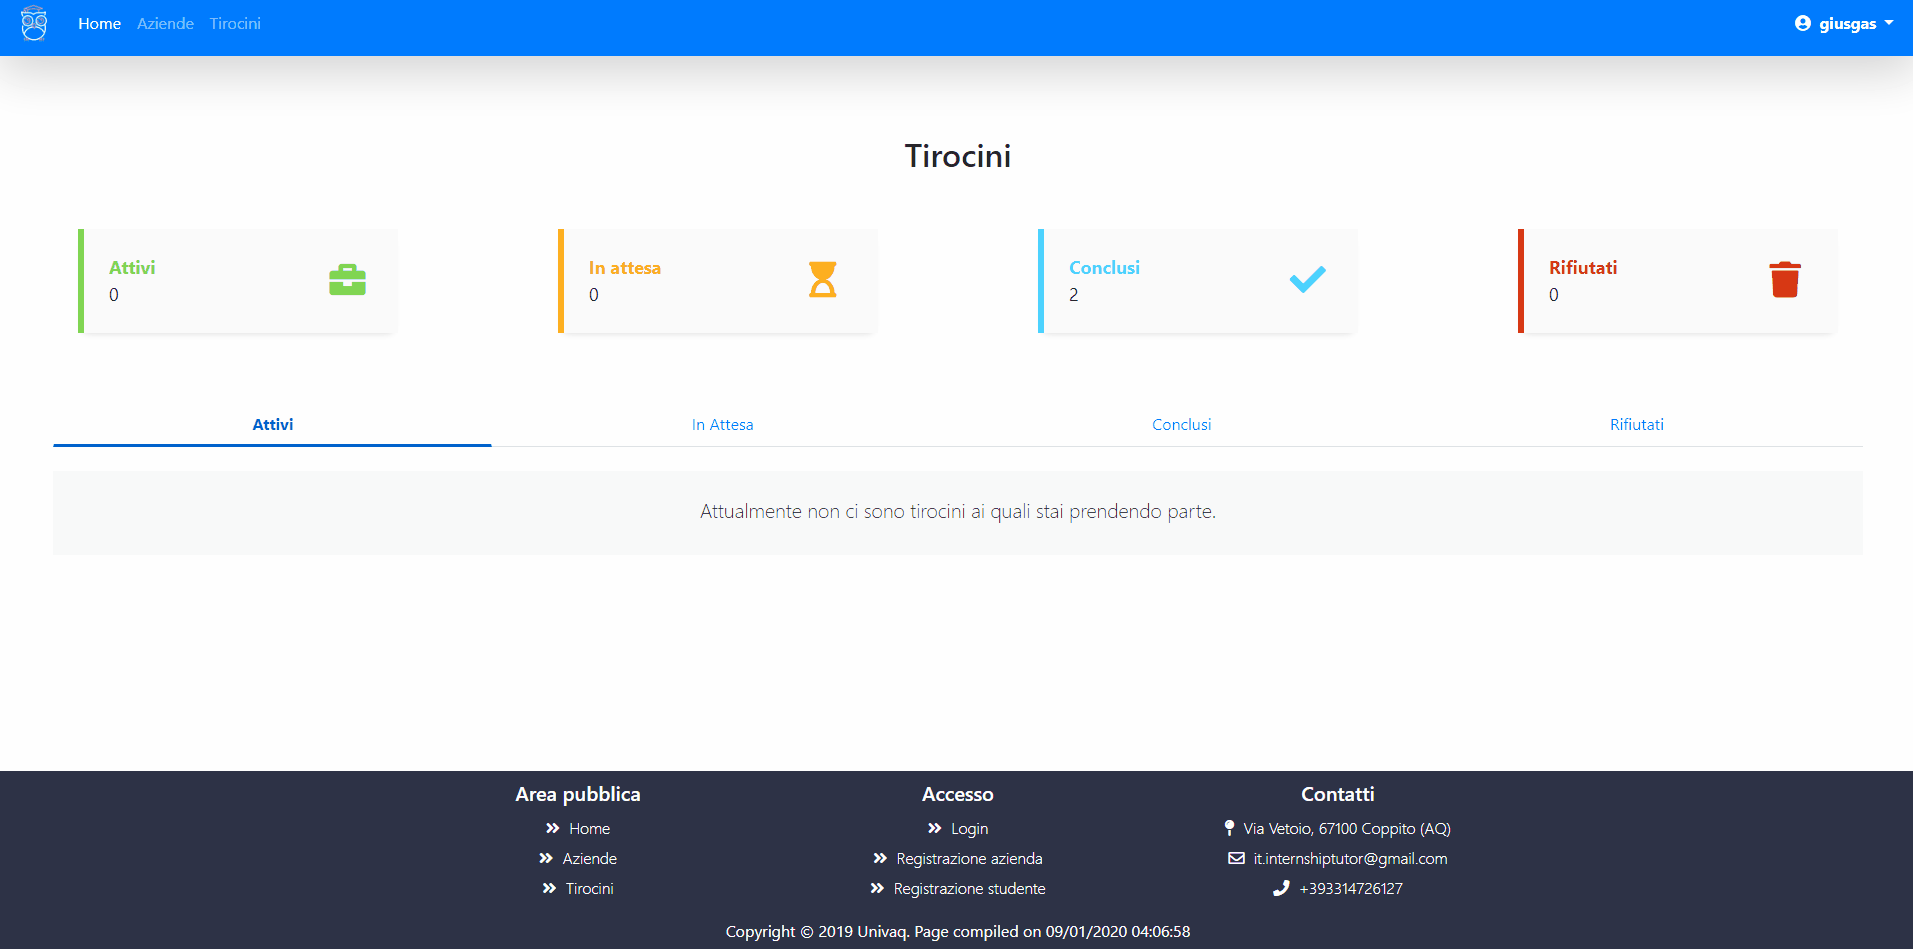 Home Aziende Tirocini giusgas
Tirocini
Attivi
0
In attesa
0
Conclusi
2
Rifiutati
0
Attivi In Attesa Conclusi Rifiutati
Attualmente non ci sono tirocini ai quali stai prendendo parte.
Area pubblica
Home
Aziende
Tirocini
Accesso
Login
Registrazione azienda
Registrazione studente
Contatti
Via Vetoio, 67100 Coppito (AQ)
it.internshiptutor@gmail.com
+393314726127
Copyright © 2019 Univaq. Page compiled on 09/01/2020 04:06:58